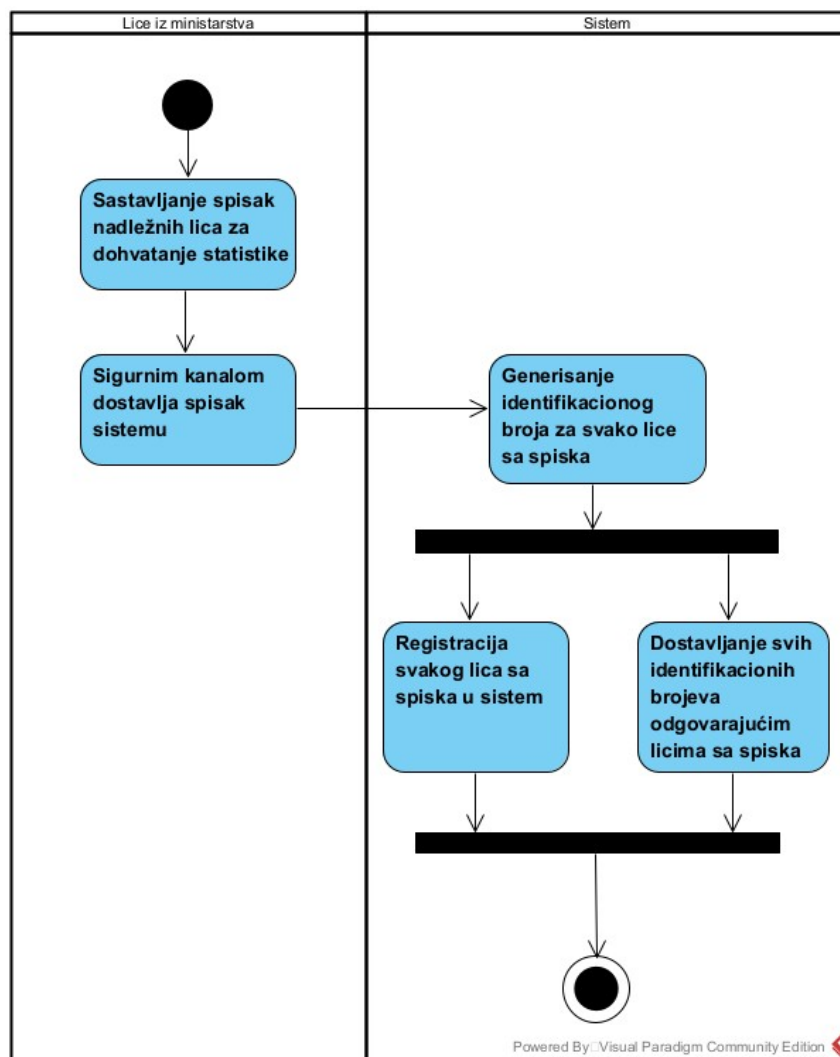 Lice iz ministarstva
Sistem
Sastavljanje spisak
nadležnih lica za
dohvatanje statistike
Sigurnim kanalom
dostavlja spisak
sistemu
Generisanje
identifikacionog
broja za svako lice
sa spiska
Registracija
svakog lica sa
spiska u sistem
Dostavljanje svih
identifikacionih
brojeva
odgovarajućim
licima sa spiska
Powered By Visual Paradigm Community Edition